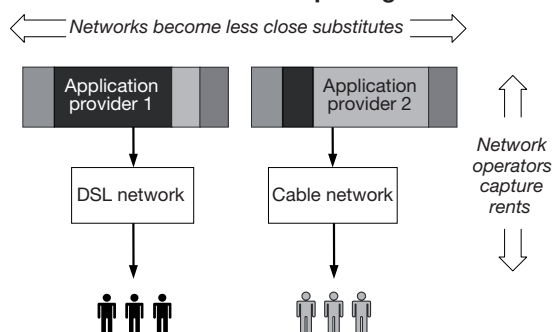 Networks become less close substitutes
Application
provider 1
Application
provider 2
Network
operators
capture
rents
DSL network
Cable network